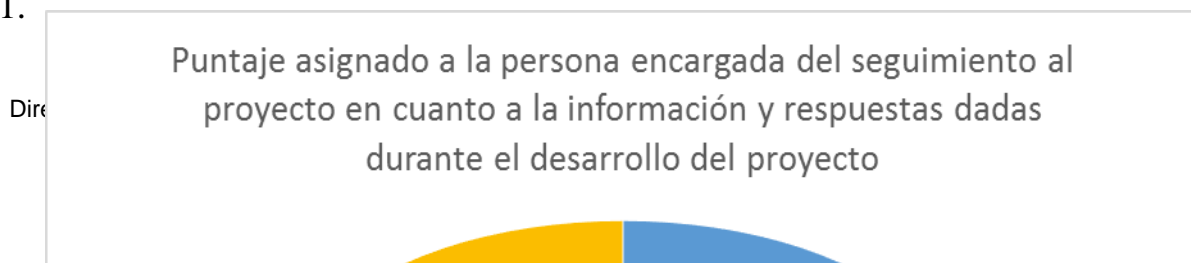 Puntaje asignado a la persona encargada del seguimiento al
proyecto en cuanto a la información y respuestas dadas
durante el desarrollo del proyecto